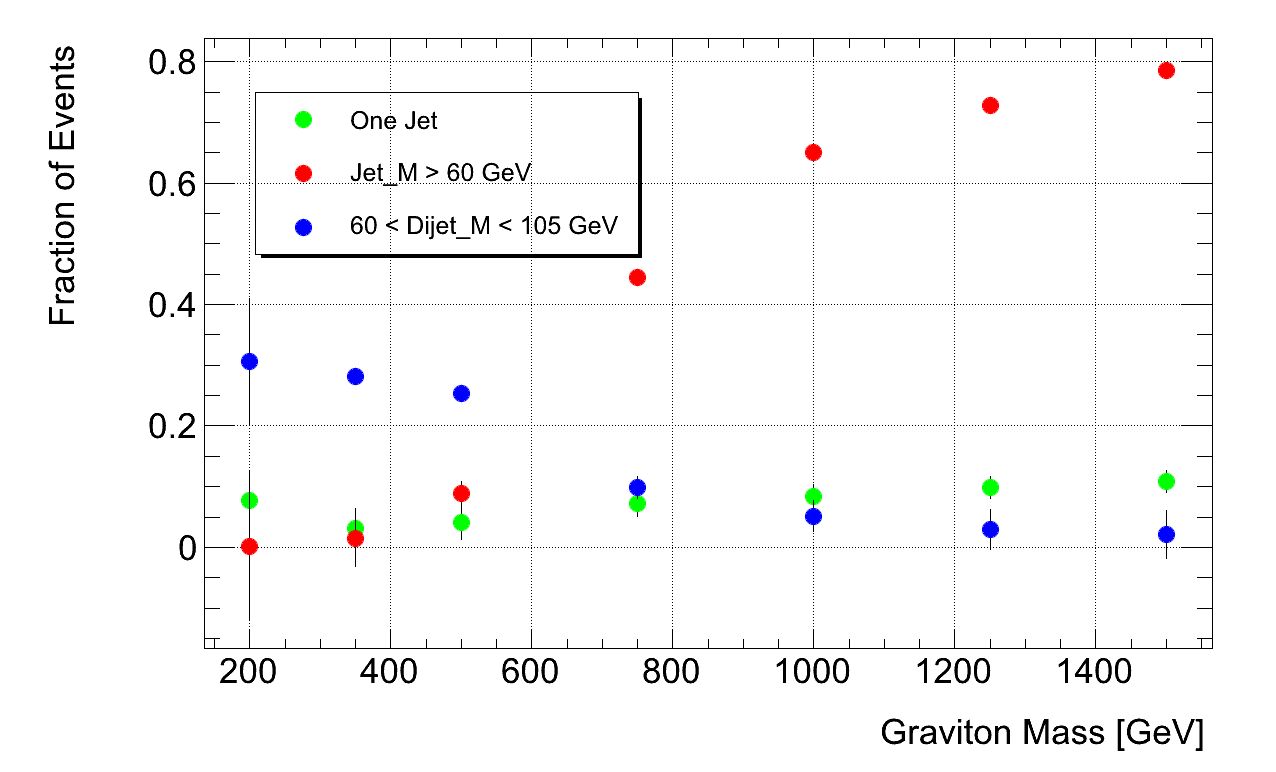 Fraction of Events
0.8
0.6
0.4
0.2
0
One Jet
Jet_M > 60 GeV
60 < Dijet_M < 105 GeV
200 400 600 800 1000 1200 1400
Graviton Mass [GeV]